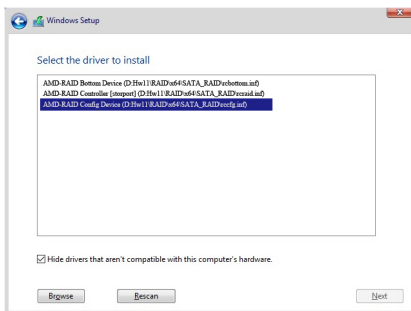 Windows Setup
Select the driver to install
AMD-RAID Bottom Device (D:Hw11\RAID\x64\SATA_RAID\rcbottom.inf)
AMD-RAID Controller [storport] (D:Hw11\RAID\x64\SATA_RAID\rcraid.inf)
AMD-RAID Config Device (D:Hw11\RAID\x64\SATA_RAID\rccfg.inf)
Hide drivers that aren't compatible with this computer's hardware.
Browse Rescan Next